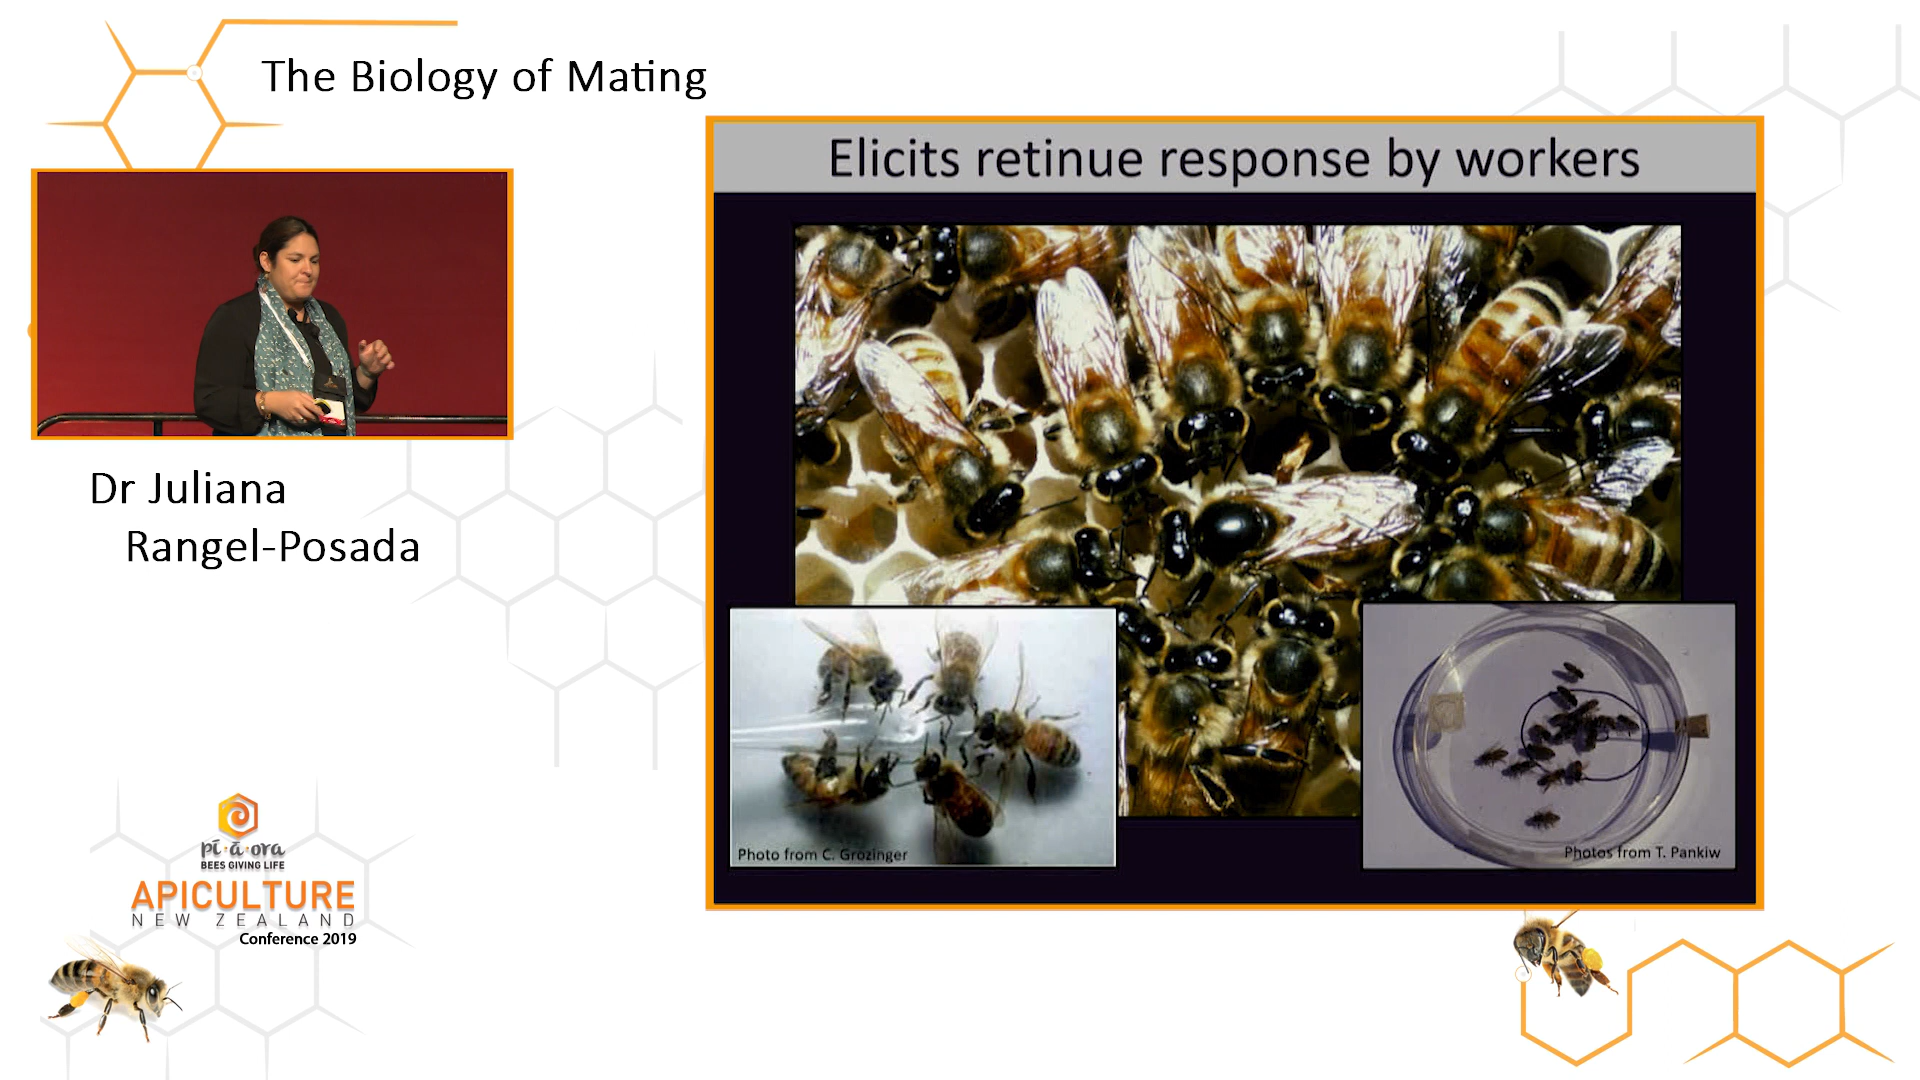 The Biology of Mating
Elicits retinue response by workers
Dr Juliana
Rangel-Posada
Photo from C. Grozinger
Photos from T. Pankiw
pī·ā·ora
BEES GIVING LIFE
APICULTURE
NEW ZEALAND
Conference 2019